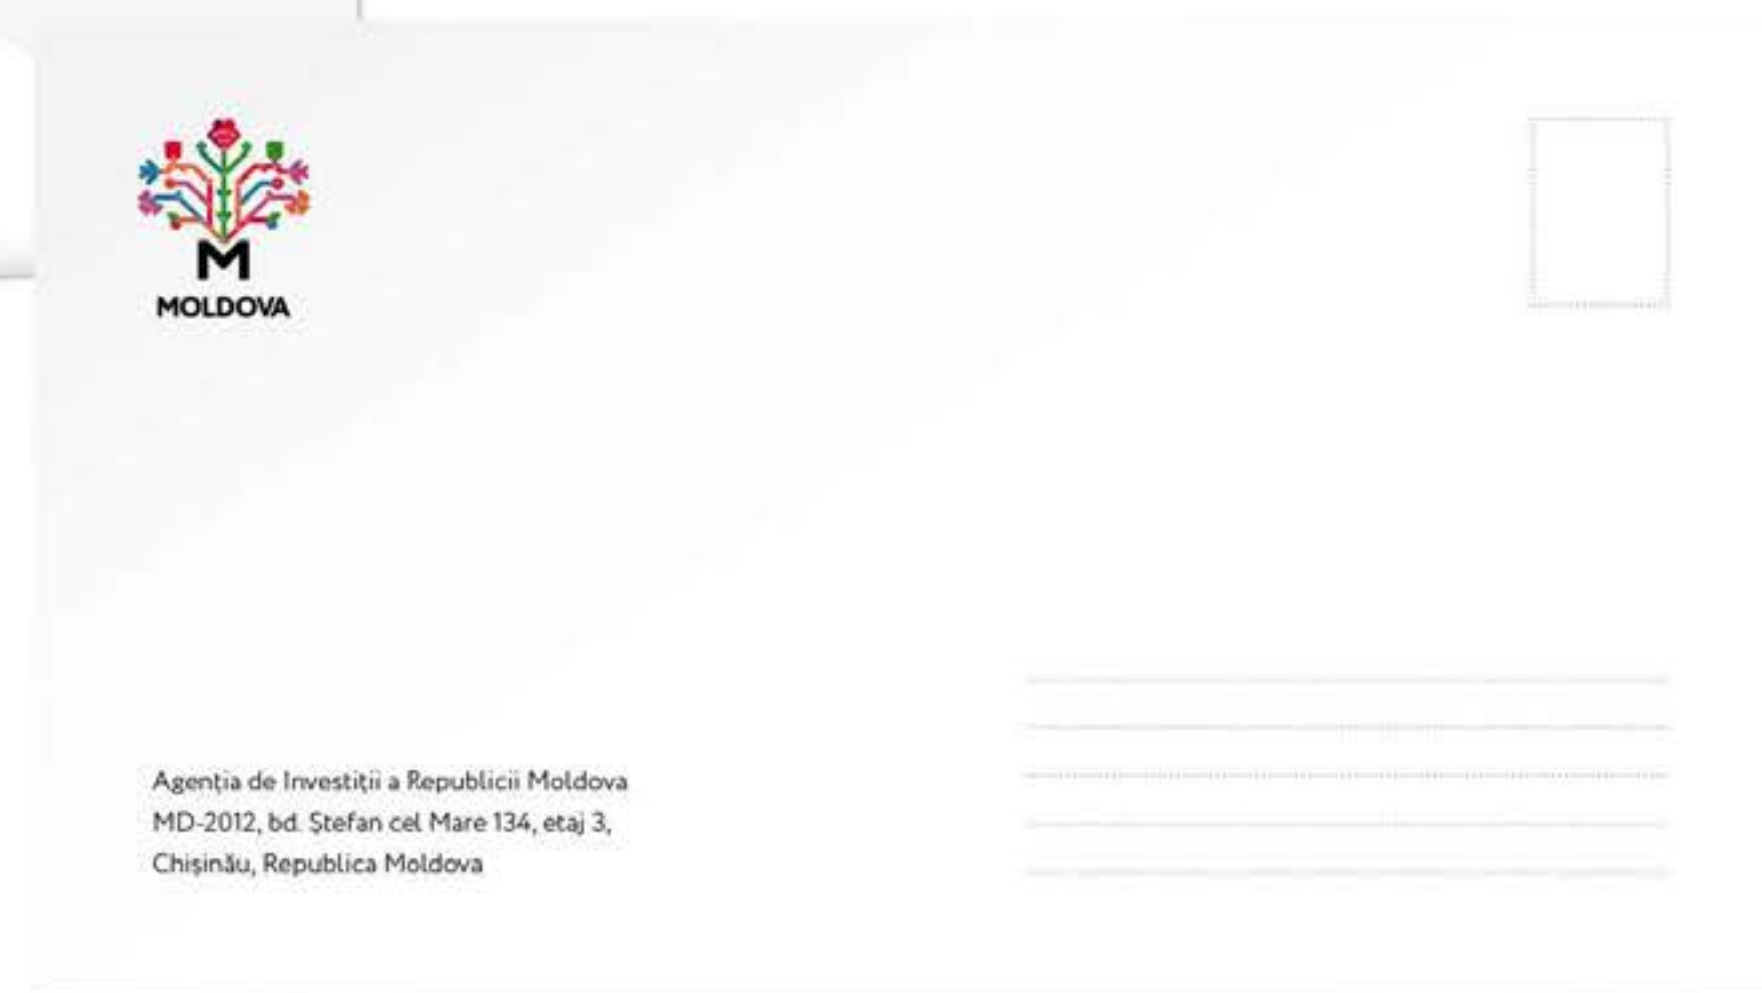 M
MOLDOVA
Agenția de Investiții a Republicii Moldova
MD-2012, bd. Ștefan cel Mare 134, etaj 3,
Chișinău, Republica Moldova